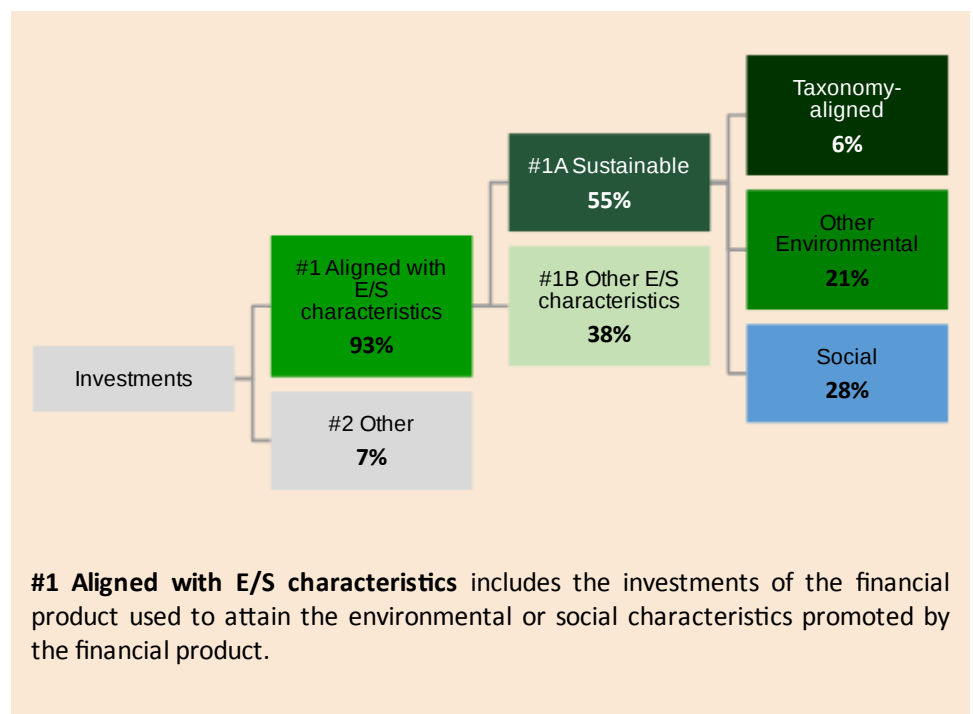 Investments
#1 Aligned with
E/S
characteristics
93%
#2 Other
7%
#1A Sustainable
55%
#1B Other E/S
characteristics
38%
Taxonomy-
aligned
6%
Other
Environmental
21%
Social
28%
#1 Aligned with E/S characteristics includes the investments of the financial
product used to attain the environmental or social characteristics promoted by
the financial product.